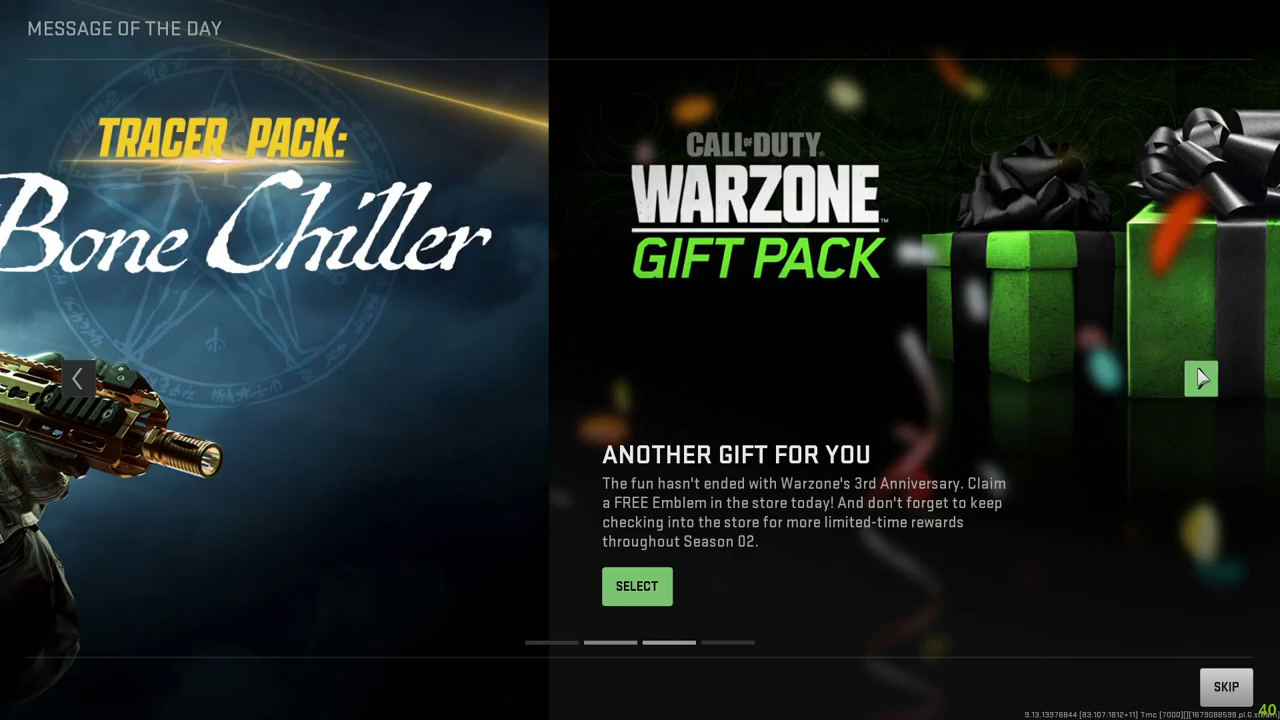 MESSAGE OF THE DAY
TRACER PACK:
Bone Chiller
CALL OF DUTY
WARZONE™
GIFT PACK
ANOTHER GIFT FOR YOU
The fun hasn't ended with Warzone's 3rd Anniversary. Claim
a FREE Emblem in the store today! And don't forget to keep
checking into the store for more limited-time rewards
throughout Season 02.
SELECT
SKIP
40